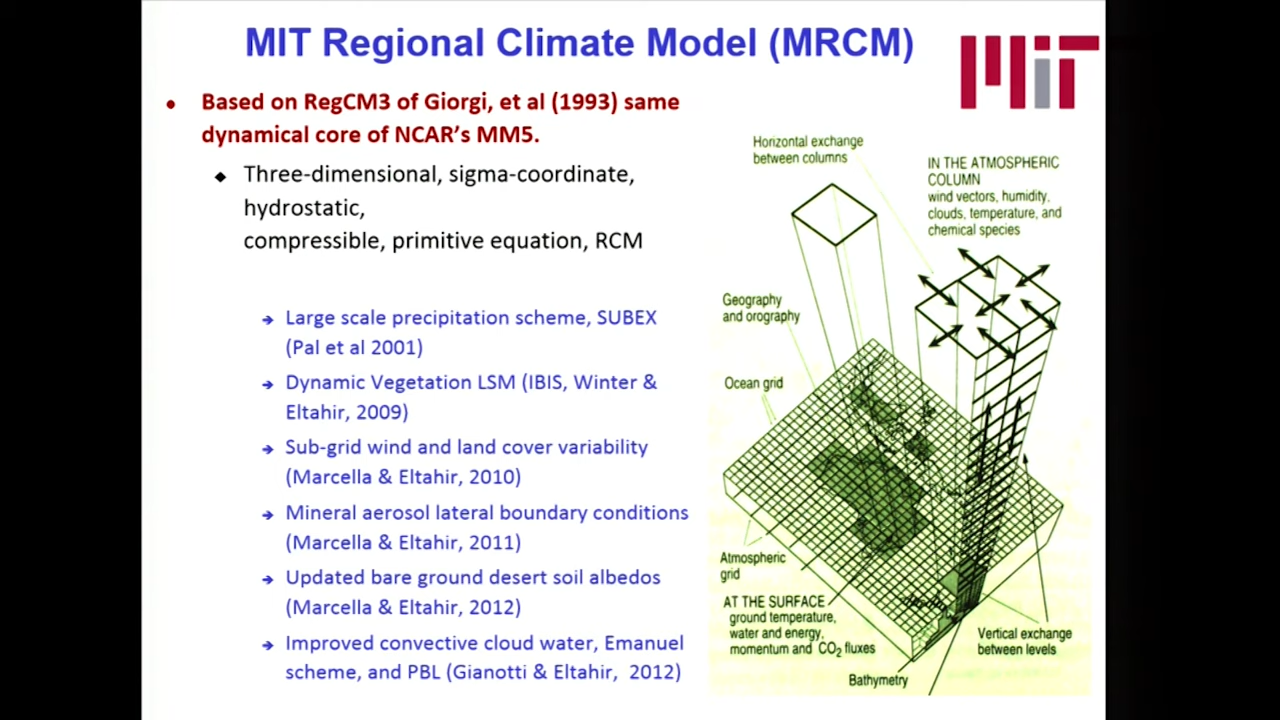 MIT Regional Climate Model (MRCM)
MIT
• Based on RegCM3 of Giorgi, et al (1993) same
dynamical core of NCAR's MM5.
◆ Three-dimensional, sigma-coordinate,
hydrostatic,
compressible, primitive equation, RCM
➔ Large scale precipitation scheme, SUBEX
(Pal et al 2001)
➔ Dynamic Vegetation LSM (IBIS, Winter &
Eltahir, 2009)
➔ Sub-grid wind and land cover variability
(Marcella & Eltahir, 2010)
➔ Mineral aerosol lateral boundary conditions
(Marcella & Eltahir, 2011)
➔ Updated bare ground desert soil albedos
(Marcella & Eltahir, 2012)
➔ Improved convective cloud water, Emanuel
scheme, and PBL (Gianotti & Eltahir, 2012)
Horizontal exchange
between columns
IN THE ATMOSPHERIC
COLUMN
wind vectors, humidity,
clouds, temperature, and
chemical species
Geography
and orography
Ocean grid
Atmospheric
grid
AT THE SURFACE
ground temperature,
water and energy,
momentum and CO₂ fluxes
Vertical exchange
between levels
Bathymetry